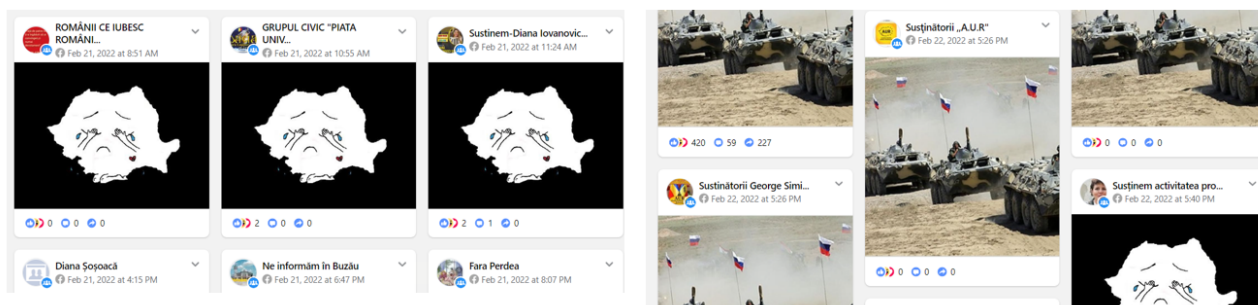 ROMÂNII CE IUBESC
ROMÂNI...
Feb 21, 2022 at 8:51 AM
0 0 0
GRUPUL CIVIC "PIATA
UNIV...
Feb 21, 2022 at 10:55 AM
2 0 0
Sustinem-Diana Iovanovic...
Feb 21, 2022 at 11:24 AM
2 1 0
Diana Șoșoacă
Feb 21, 2022 at 4:15 PM
Ne informăm în Buzău
Feb 21, 2022 at 6:47 PM
Fara Perdea
Feb 21, 2022 at 8:07 PM
420 59 227
Sustinătorii George Simi...
Feb 22, 2022 at 5:26 PM
Susținătorii „A.U.R"
Feb 22, 2022 at 5:26 PM
0 0 0
0 0 0
Susținem activitatea pro...
Feb 22, 2022 at 5:40 PM